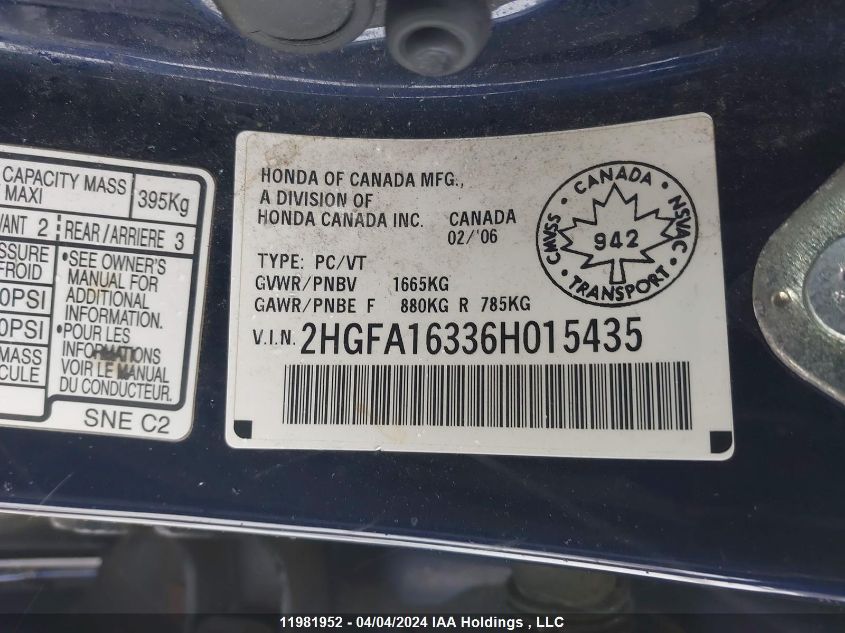 CAPACITY MASS
MAXI
395Kg
VANT 2
REAR/ARRIERE 3
SSURE
FROID
0PSI
0PSI
MASS
CULE
•SEE OWNER'S
MANUAL FOR
ADDITIONAL
INFORMATION.
•POUR LES
INFORMATIONS
VOIR LE MANUAL
DU CONDUCTEUR.
SNE C2
HONDA OF CANADA MFG.,
A DIVISION OF
HONDA CANADA INC. CANADA
02/'06
TYPE: PC/VT
GVWR/PNBV 1665KG
GAWR/PNBE F 880KG R 785KG
V.I.N. 2HGFA16336H015435
CANADA
CMVSS
942
NSVAC
TRANSPORT
11981952 - 04/04/2024 IAA Holdings , LLC